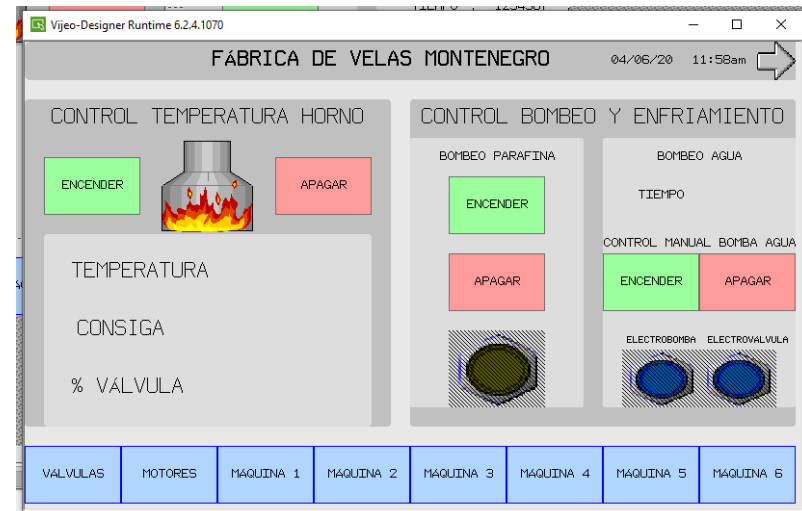 Vijeo-Designer Runtime 6.2.4.1070
FÁBRICA DE VELAS MONTENEGRO
04/06/20 11:58am
CONTROL TEMPERATURA HORNO
ENCENDER
APAGAR
TEMPERATURA
CONSIGA
% VÁLVULA
CONTROL BOMBEO Y ENFRIAMIENTO
BOMBEO PARAFINA
ENCENDER
APAGAR
BOMBEO AGUA
TIEMPO
CONTROL MANUAL BOMBA AGUA
ENCENDER
APAGAR
ELECTROBOMBA
ELECTROVALVULA
VALVULAS
MOTORES
MAQUINA 1
MAQUINA 2
MAQUINA 3
MAQUINA 4
MAQUINA 5
MAQUINA 6